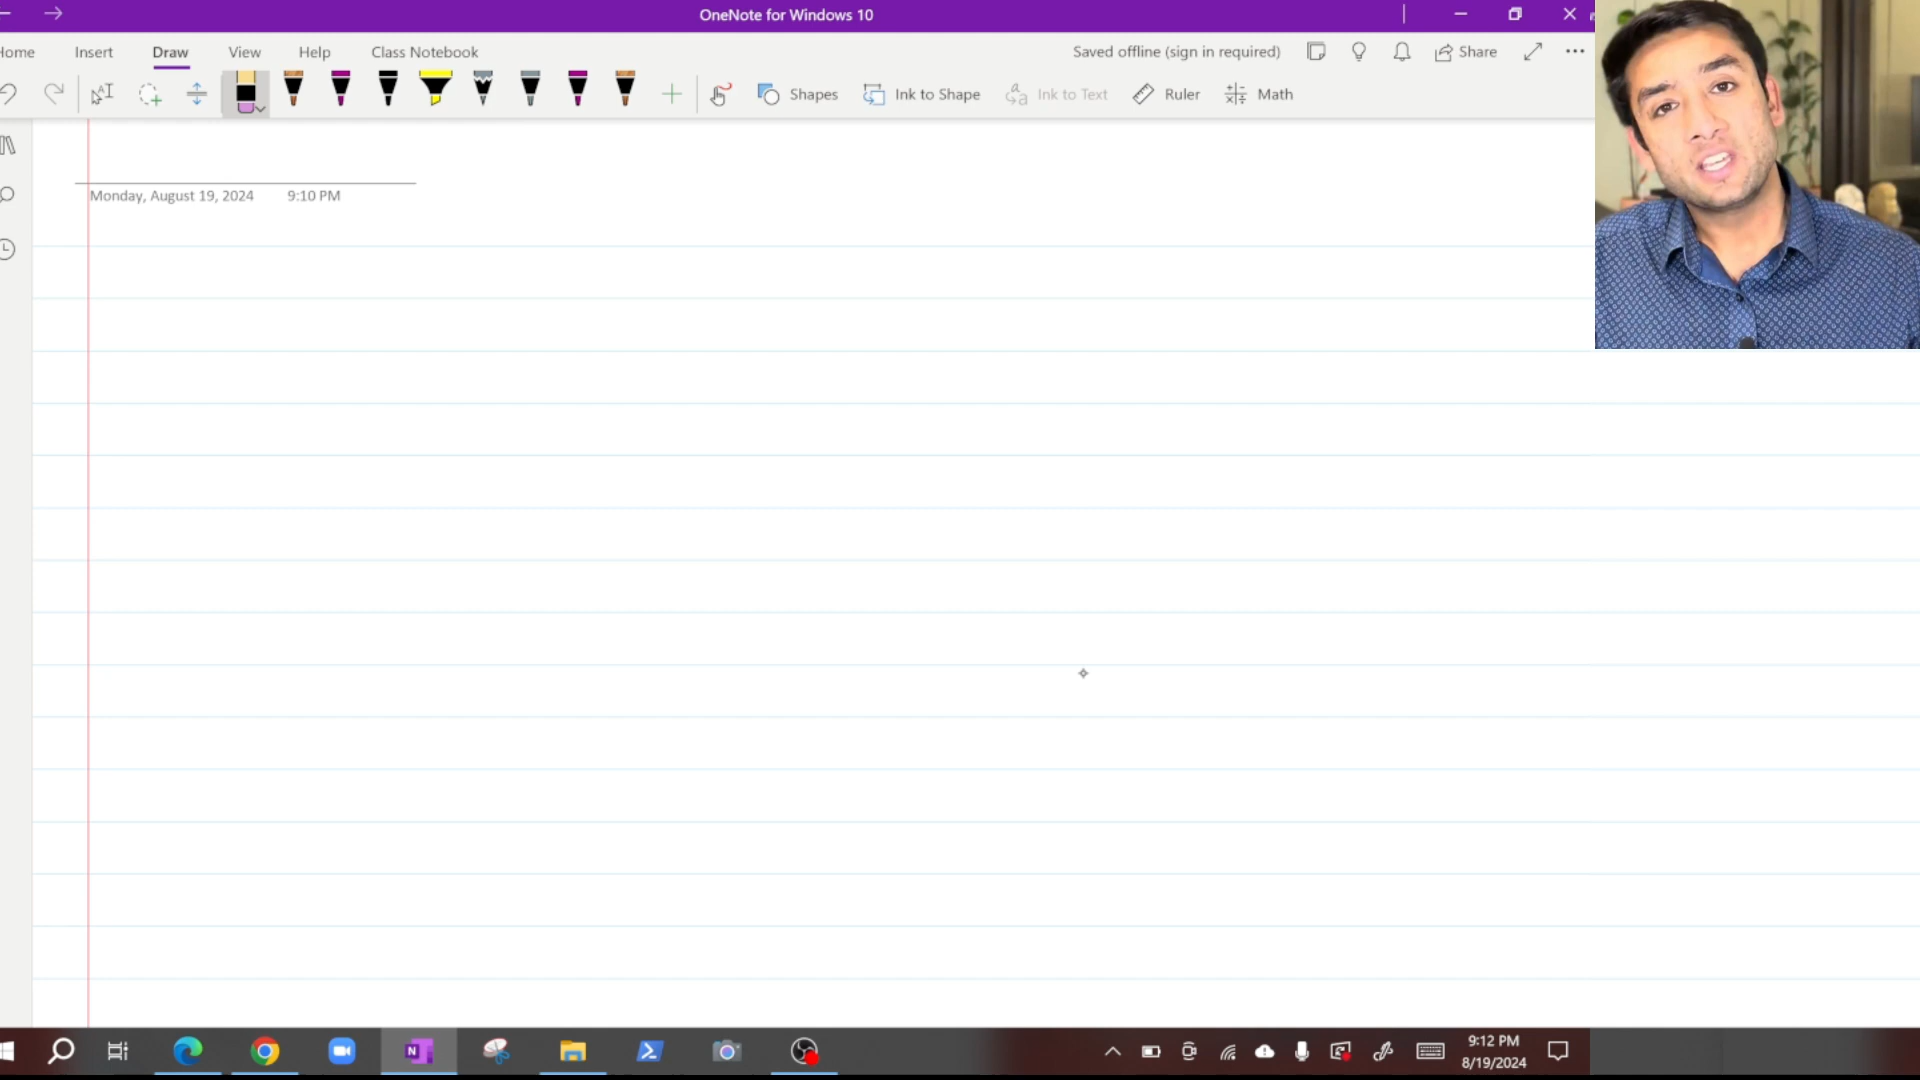 OneNote for Windows 10
Home Insert Draw View Help Class Notebook Saved offline (sign in required) Share
Shapes Ink to Shape Ink to Text Ruler Math
Monday, August 19, 2024 9:10 PM
9:12 PM
8/19/2024